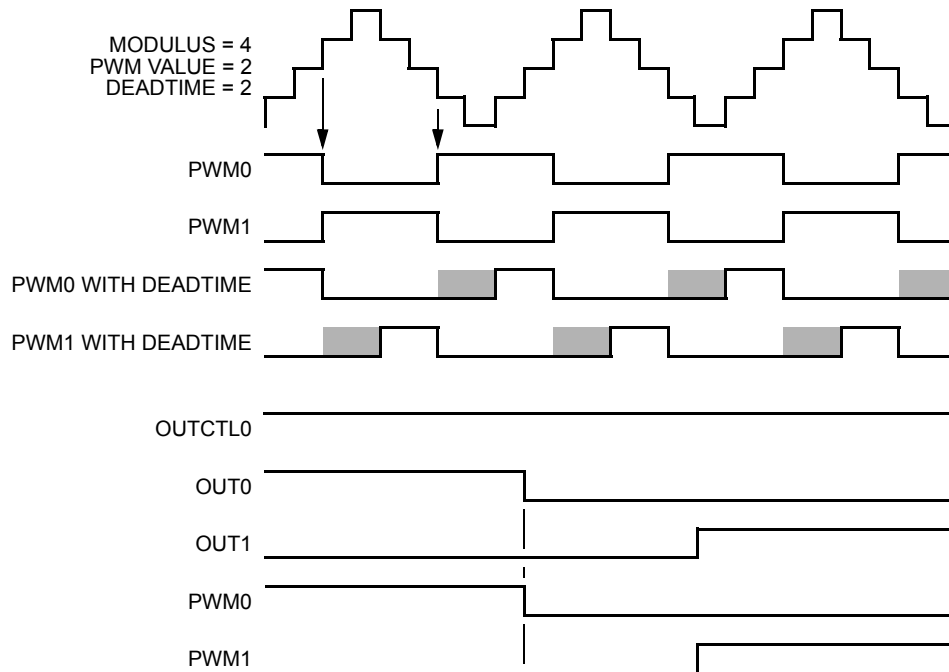 MODULUS = 4
PWM VALUE = 2
DEADTIME = 2
PWM0
PWM1
PWM0 WITH DEADTIME
PWM1 WITH DEADTIME
OUTCTL0
OUT0
OUT1
PWM0
PWM1